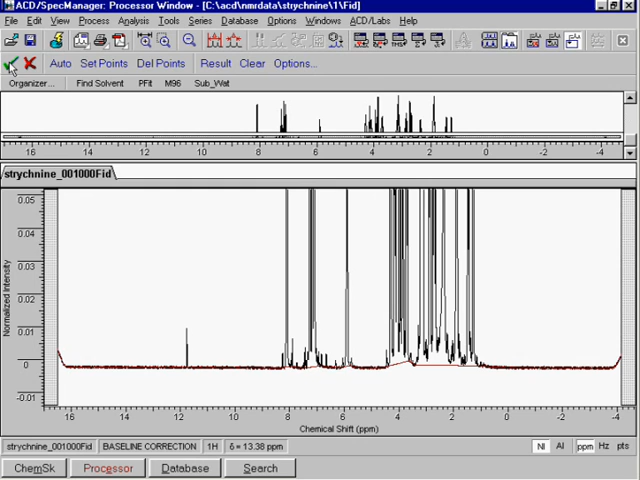 ACD/SpecManager: Processor Window - [C:\acd\nmrdata\strychnine\1\Fid]
File Edit View Process Analysis Tools Series Database Options Windows ACD/Labs Help
Auto Set Points Del Points Result Clear Options...
Organizer... Find Solvent PFit M96 Sub_Wat
16 14 12 10 8 6 4 2 0 -2 -4
strychnine_001000Fid
0.05
0.04
0.03
0.02
0.01
0
-0.01
Normalized Intensity
16 14 12 10 8 6 4 2 0 -2 -4
Chemical Shift (ppm)
strychnine_001000Fid BASELINE CORRECTION 1H δ = 13.38 ppm NI AI ppm Hz pts
ChemSk Processor Database Search